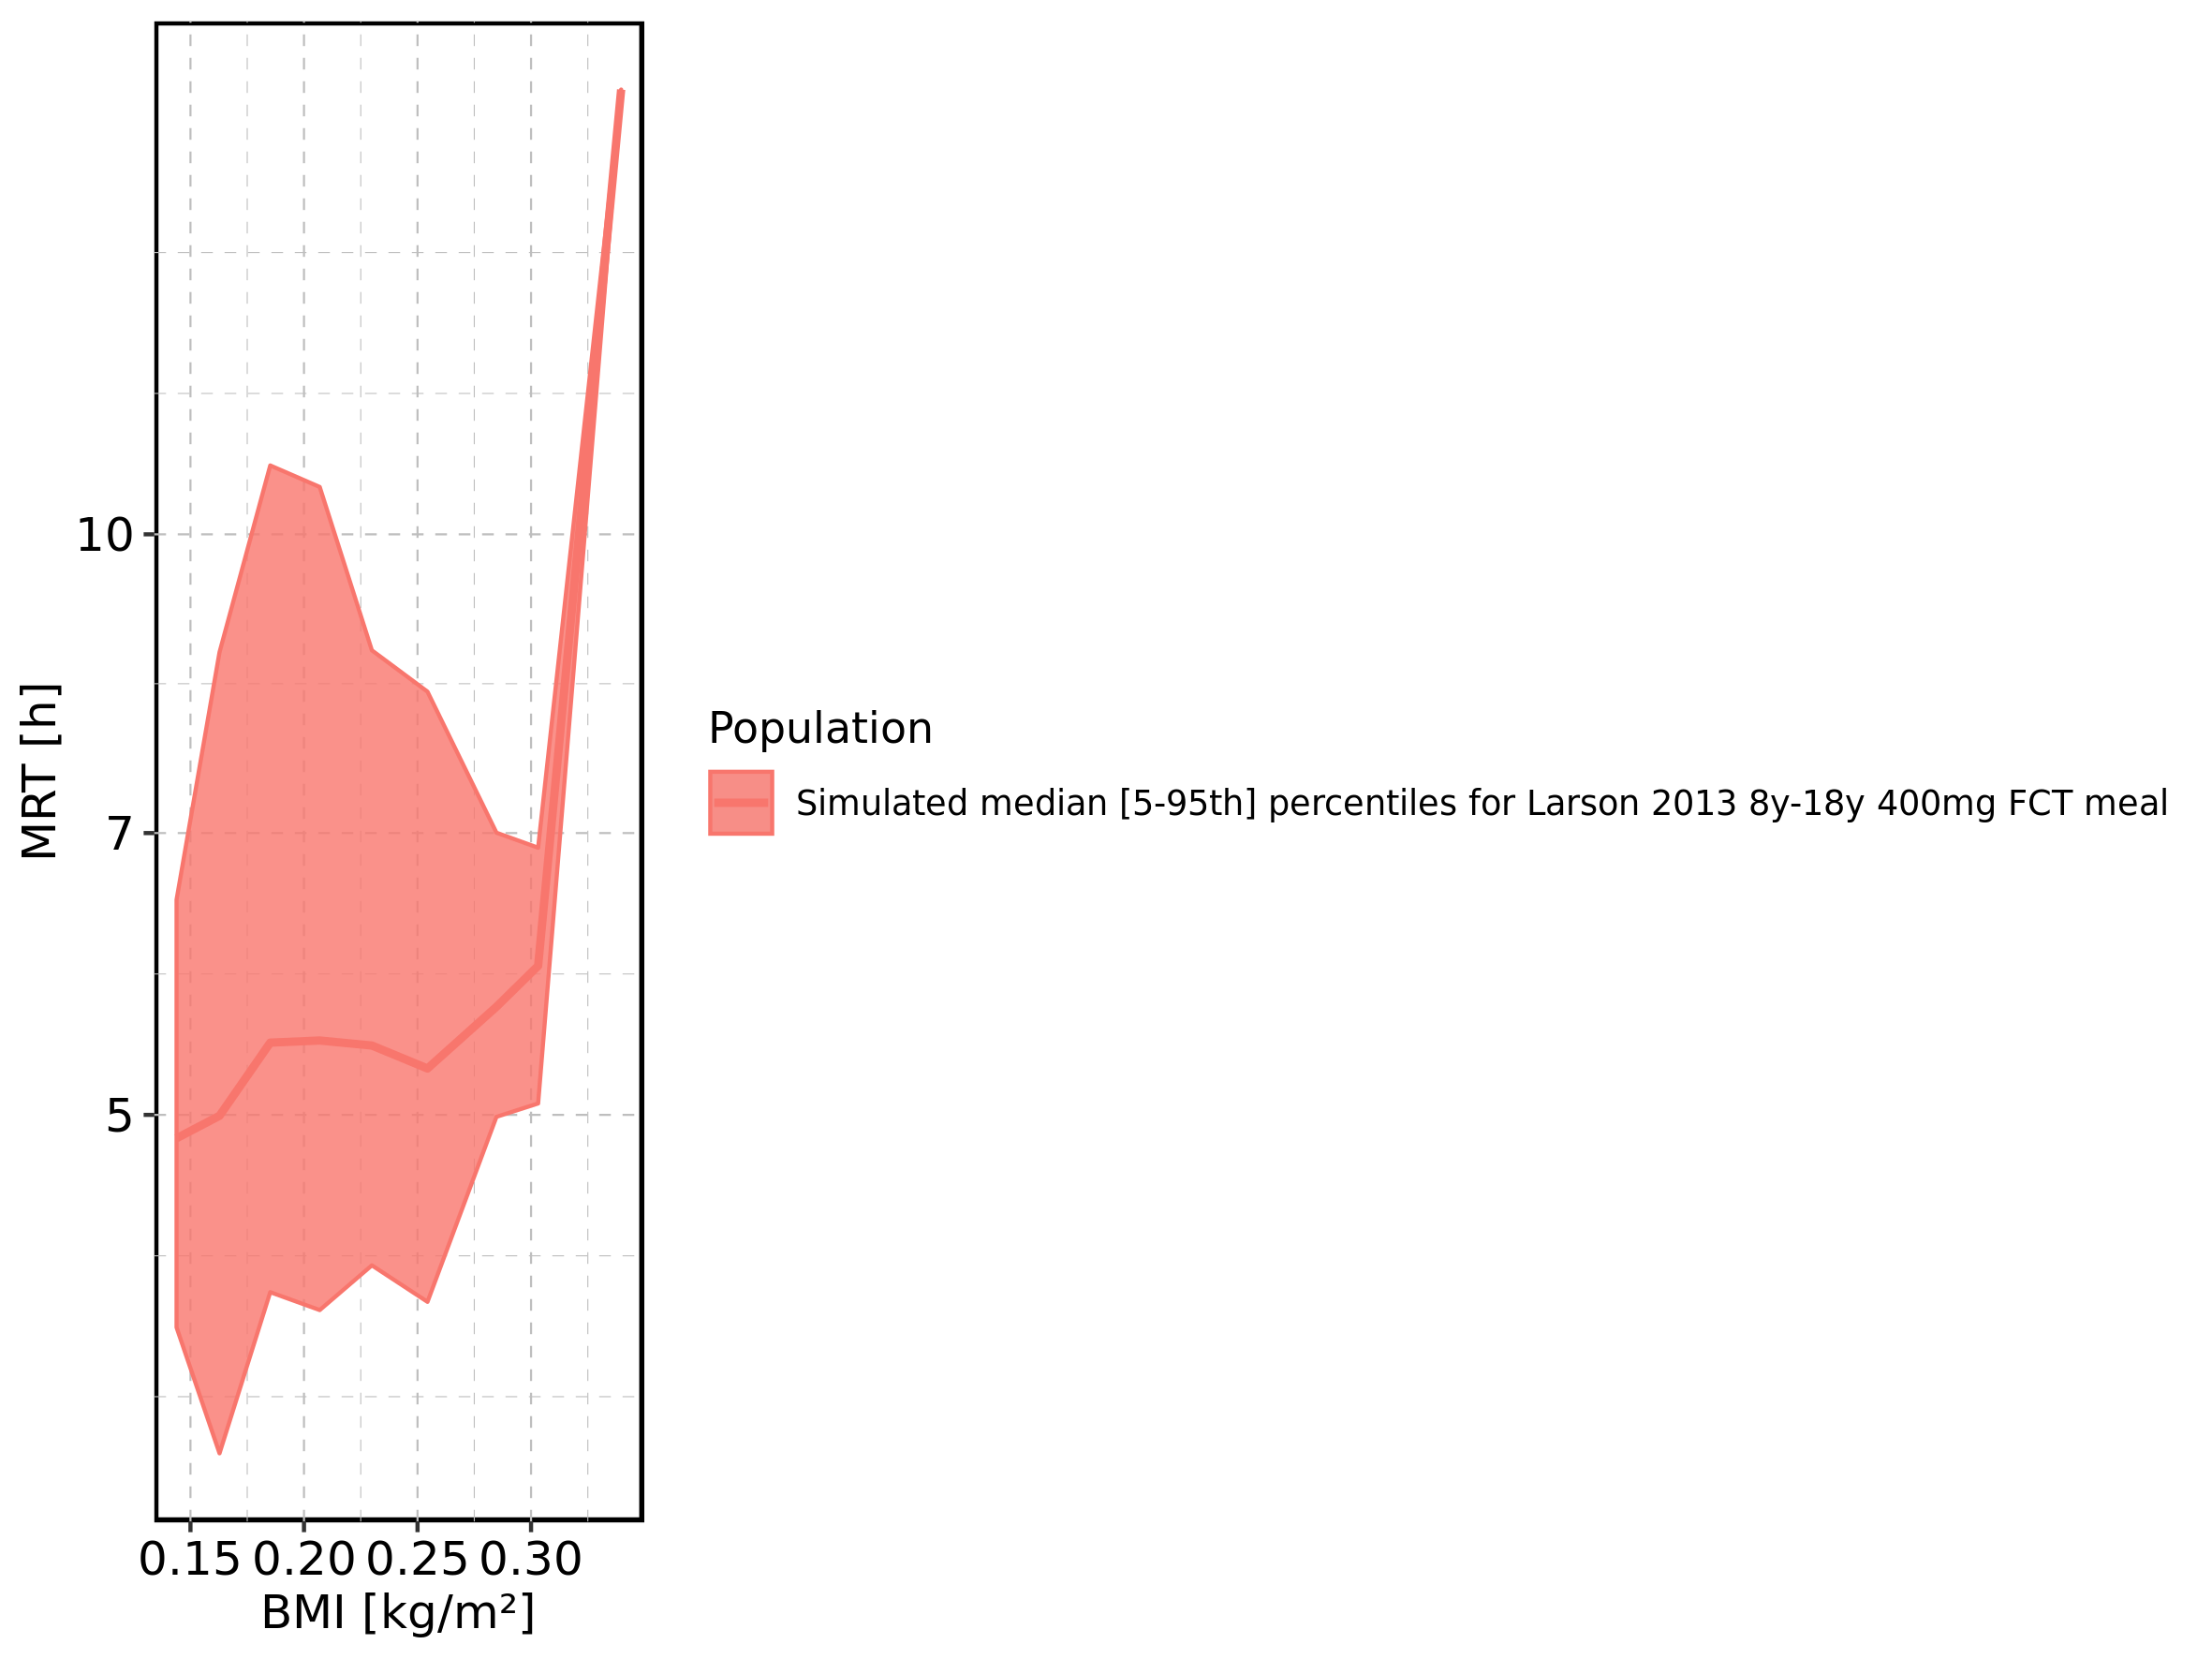 MRT [h]
10
7
5
0.15 0.20 0.25 0.30
BMI [kg/m²]
Population
Simulated median [5-95th] percentiles for Larson 2013 8y-18y 400mg FCT meal